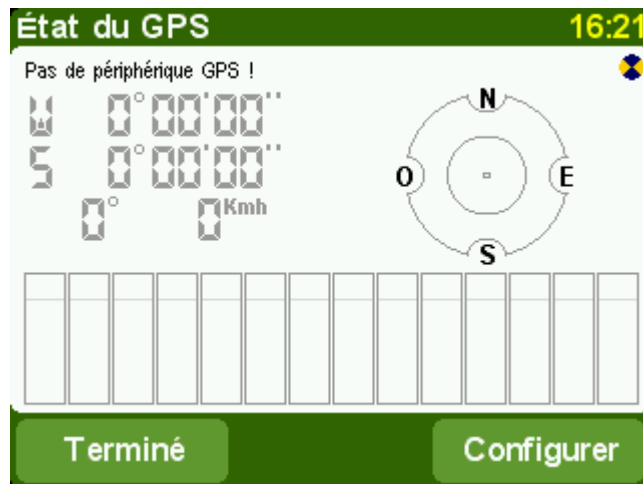 État du GPS 16:21
Pas de périphérique GPS !
W 0°00'00''
S 0°00'00''
0° 0Kmh
N
O E
S
Terminé Configurer